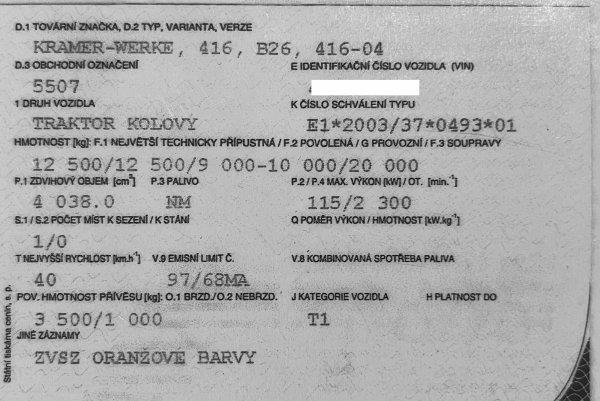 D.1 TOVÁRNÍ ZNAČKA, D.2 TYP, VARIANTA, VERZE
KRAMER-WERKE, 416, B26, 416-04
D.3 OBCHODNÍ OZNAČENÍ E IDENTIFIKAČNÍ ČÍSLO VOZIDLA (VIN)
5507
1 DRUH VOZIDLA K ČÍSLO SCHVÁLENÍ TYPU
TRAKTOR KOLOVÝ E1*2003/37*0493*01
HMOTNOST [kg]: F.1 NEJVĚTŠÍ TECHNICKY PŘÍPUSTNÁ / F.2 POVOLENÁ / G PROVOZNÍ / F.3 SOUPRAVY
12 500/12 500/9 000-10 000/20 000
P.1 ZDVIHOVÝ OBJEM [cm³] P.3 PALIVO P.2 / P.4 MAX. VÝKON [kW] / OT. [min.⁻¹]
4 038.0 NM 115/2 300
S.1 / S.2 POČET MÍST K SEZENÍ / K STÁNÍ Q POMĚR VÝKON / HMOTNOST [kW.kg⁻¹]
1/0
T NEJVYŠŠÍ RYCHLOST [km.h⁻¹] V.9 EMISNÍ LIMIT Č. V.8 KOMBINOVANÁ SPOTŘEBA PALIVA
40 97/68MA
POV. HMOTNOST PŘÍVĚSU [kg]: O.1 BRZD./O.2 NEBRZD. J KATEGORIE VOZIDLA H PLATNOST DO
3 500/1 000 T1
JINÉ ZÁZNAMY
ZVSZ ORANŽOVÉ BARVY
Státní tiskárna cenin, s. p.